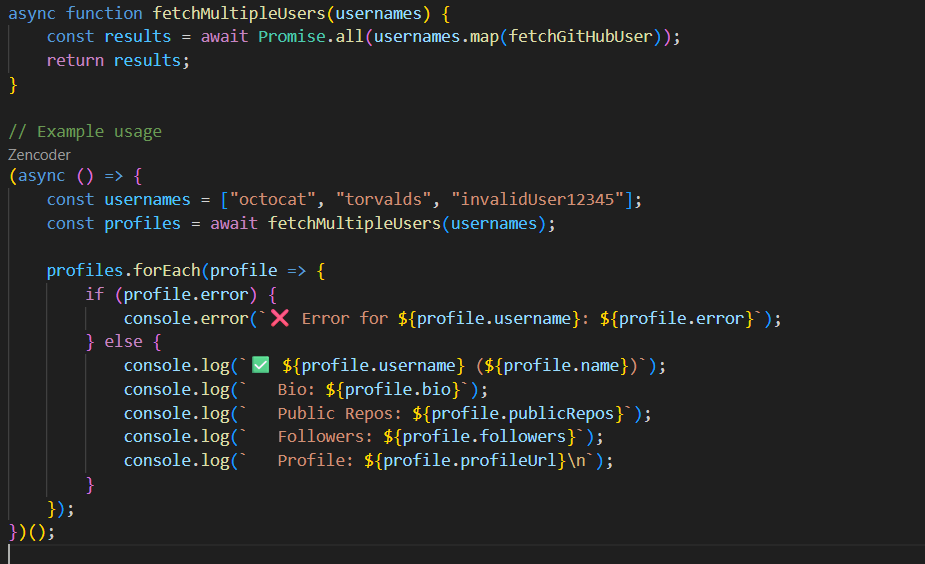 async function fetchMultipleUsers(usernames) {
    const results = await Promise.all(usernames.map(fetchGitHubUser));
    return results;
}

// Example usage
Zencoder
(async () => {
    const usernames = ["octocat", "torvalds", "invalidUser12345"];
    const profiles = await fetchMultipleUsers(usernames);

    profiles.forEach(profile => {
        if (profile.error) {
            console.error(`❌ Error for ${profile.username}: ${profile.error}`);
        } else {
            console.log(`✅ ${profile.username} (${profile.name})`);
            console.log(`   Bio: ${profile.bio}`);
            console.log(`   Public Repos: ${profile.publicRepos}`);
            console.log(`   Followers: ${profile.followers}`);
            console.log(`   Profile: ${profile.profileUrl}\n`);
        }
    });
})();